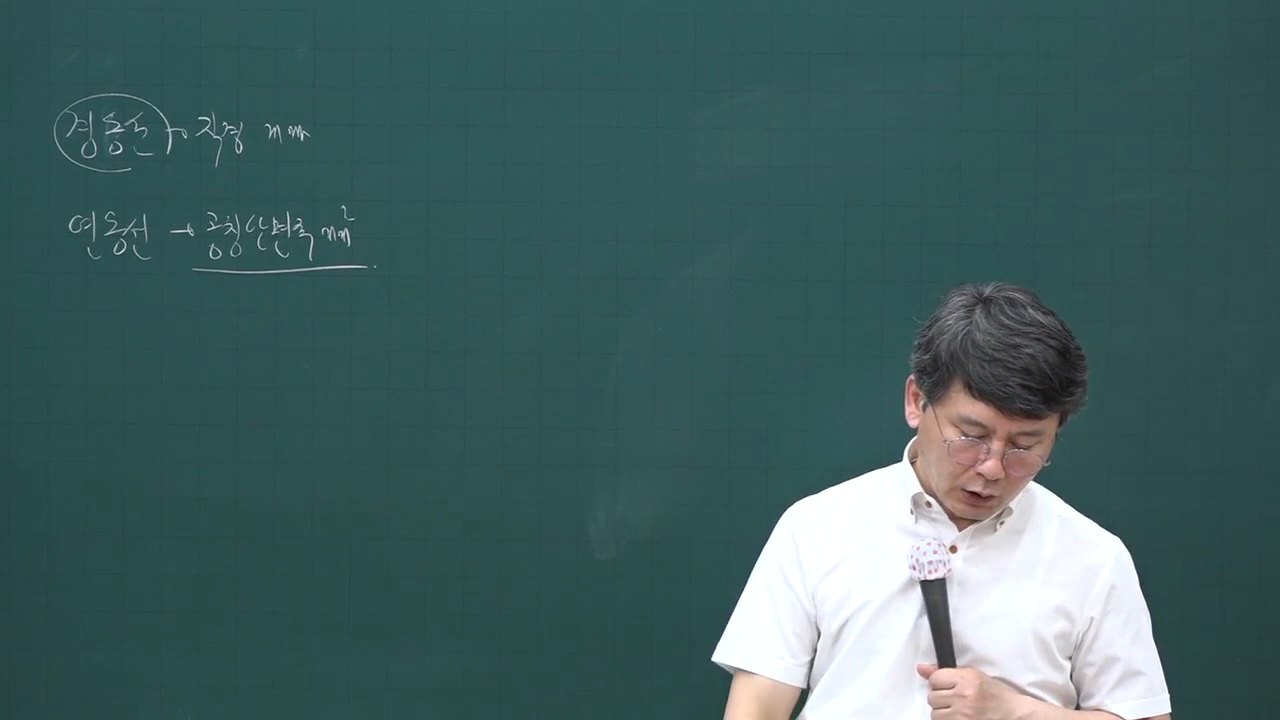 경동선 → 직경 mm
연동선 → 공칭단면적 mm²